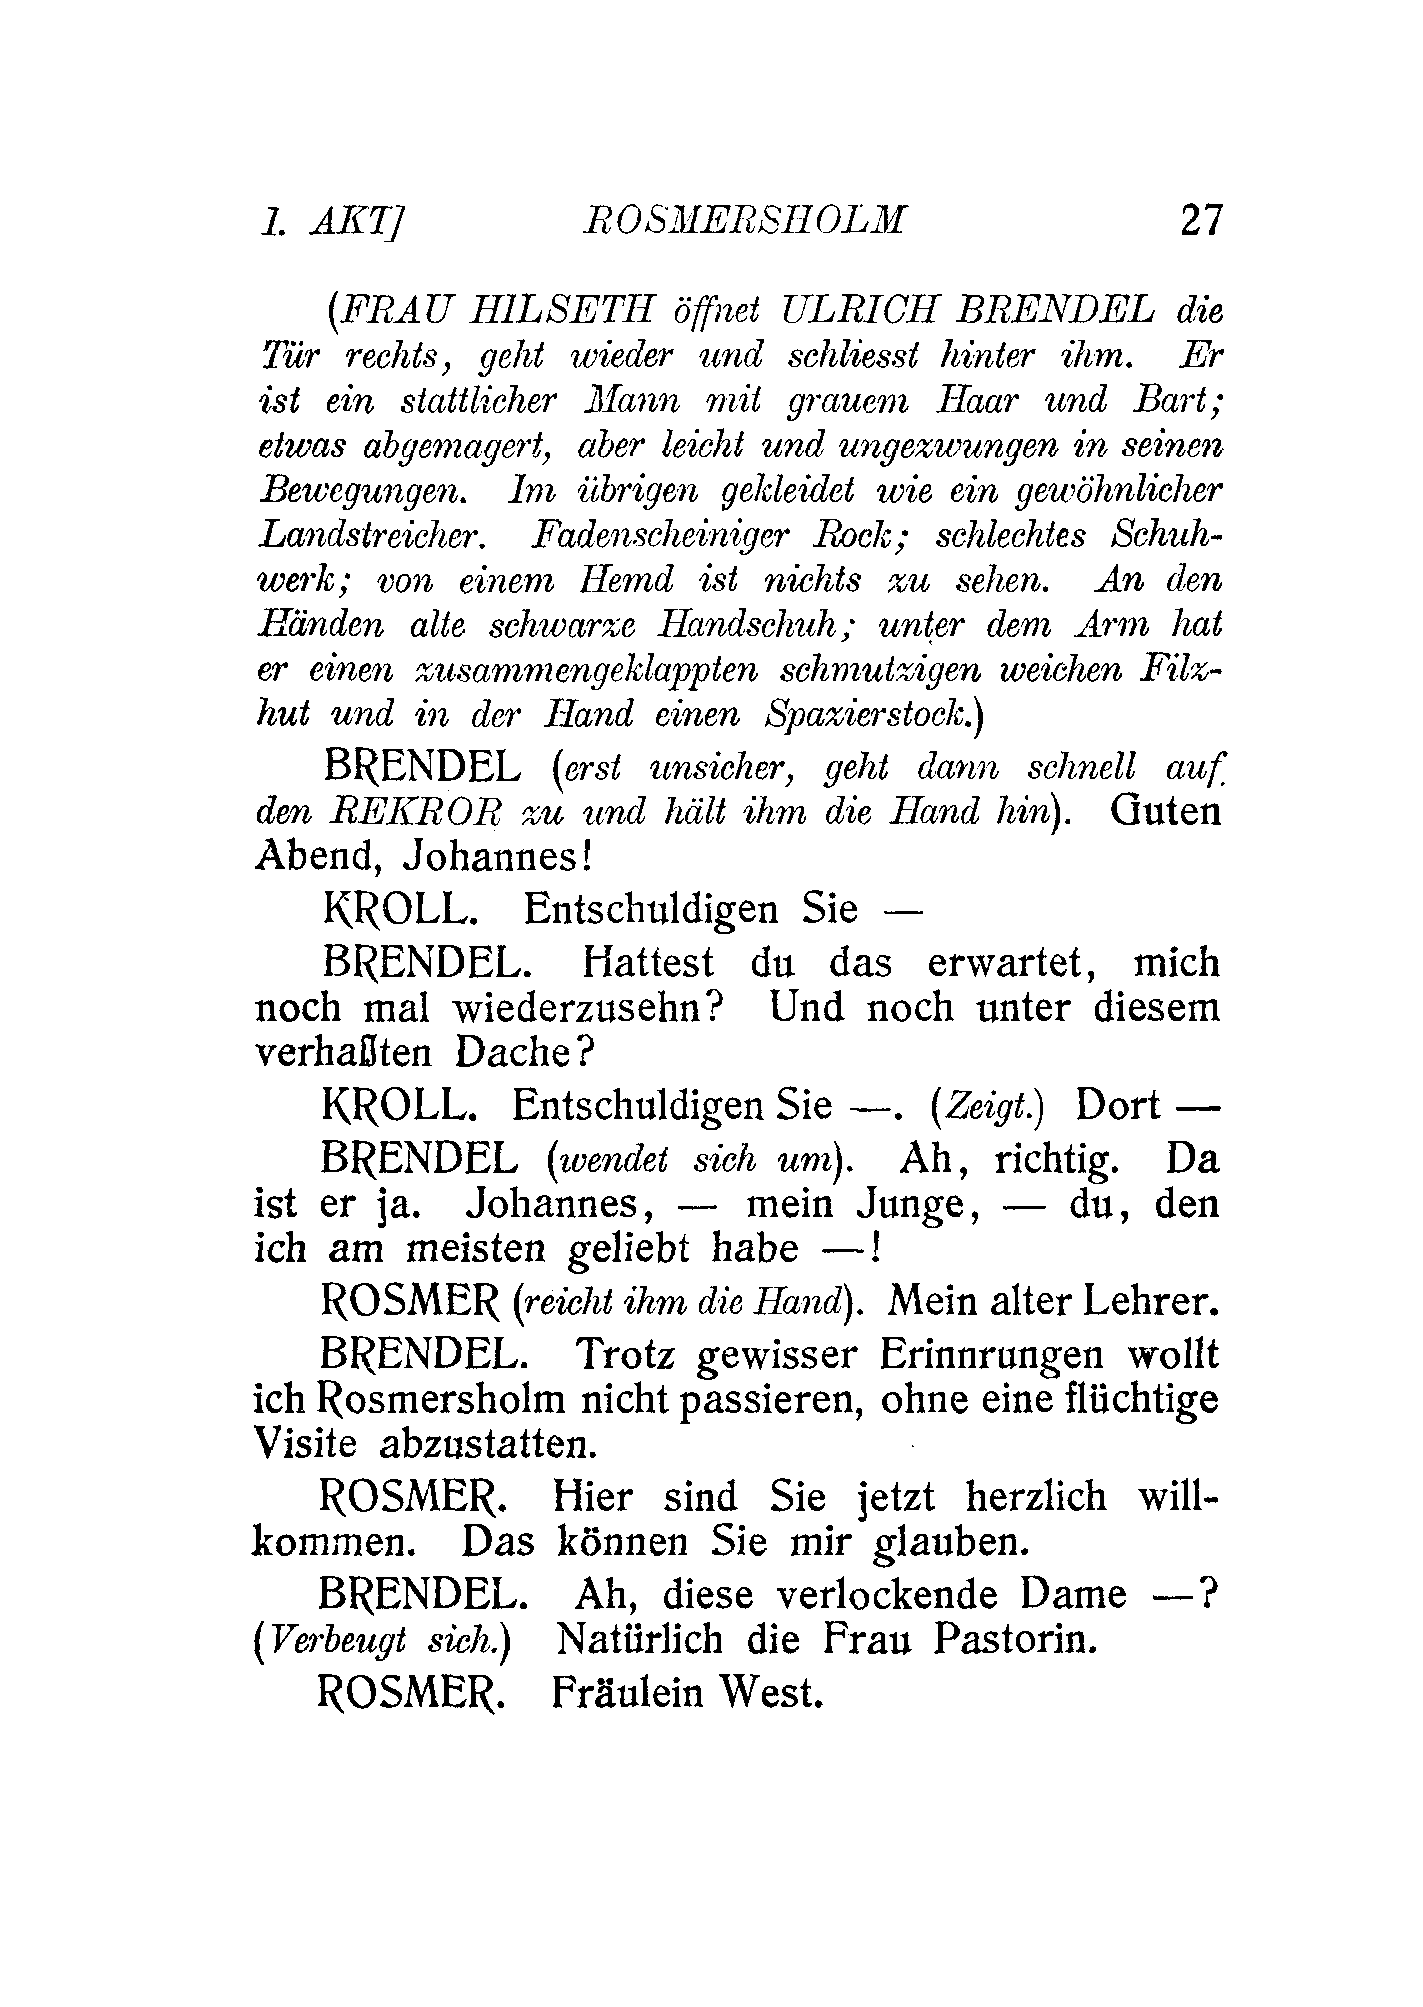 1. AKT] ROSMERSHOLM 27
(FRAU HILSETH öffnet ULRICH BRENDEL die
Tür rechts, geht wieder und schliesst hinter ihm. Er
ist ein stattlicher Mann mit grauem Haar und Bart;
etwas abgemagert, aber leicht und ungezwungen in seinen
Bewegungen. Im übrigen gekleidet wie ein gewöhnlicher
Landstreicher. Fadenscheiniger Rock; schlechtes Schuh-
werk; von einem Hemd ist nichts zu sehen. An den
Händen alte schwarze Handschuh; unter dem Arm hat
er einen zusammengeklappten schmutzigen weichen Filz-
hut und in der Hand einen Spazierstock.)
BRENDEL (erst unsicher, geht dann schnell auf
den REKROR zu und hält ihm die Hand hin). Guten
Abend, Johannes!
KROLL. Entschuldigen Sie —
BRENDEL. Hattest du das erwartet, mich
noch mal wiederzusehn? Und noch unter diesem
verhaßten Dache?
KROLL. Entschuldigen Sie —. (Zeigt.) Dort —
BRENDEL (wendet sich um). Ah, richtig. Da
ist er ja. Johannes, — mein Junge, — du, den
ich am meisten geliebt habe —!
ROSMER (reicht ihm die Hand). Mein alter Lehrer.
BRENDEL. Trotz gewisser Erinnrungen wollt
ich Rosmersholm nicht passieren, ohne eine flüchtige
Visite abzustatten.
ROSMER. Hier sind Sie jetzt herzlich will-
kommen. Das können Sie mir glauben.
BRENDEL. Ah, diese verlockende Dame —?
(Verbeugt sich.) Natürlich die Frau Pastorin.
ROSMER. Fräulein West.